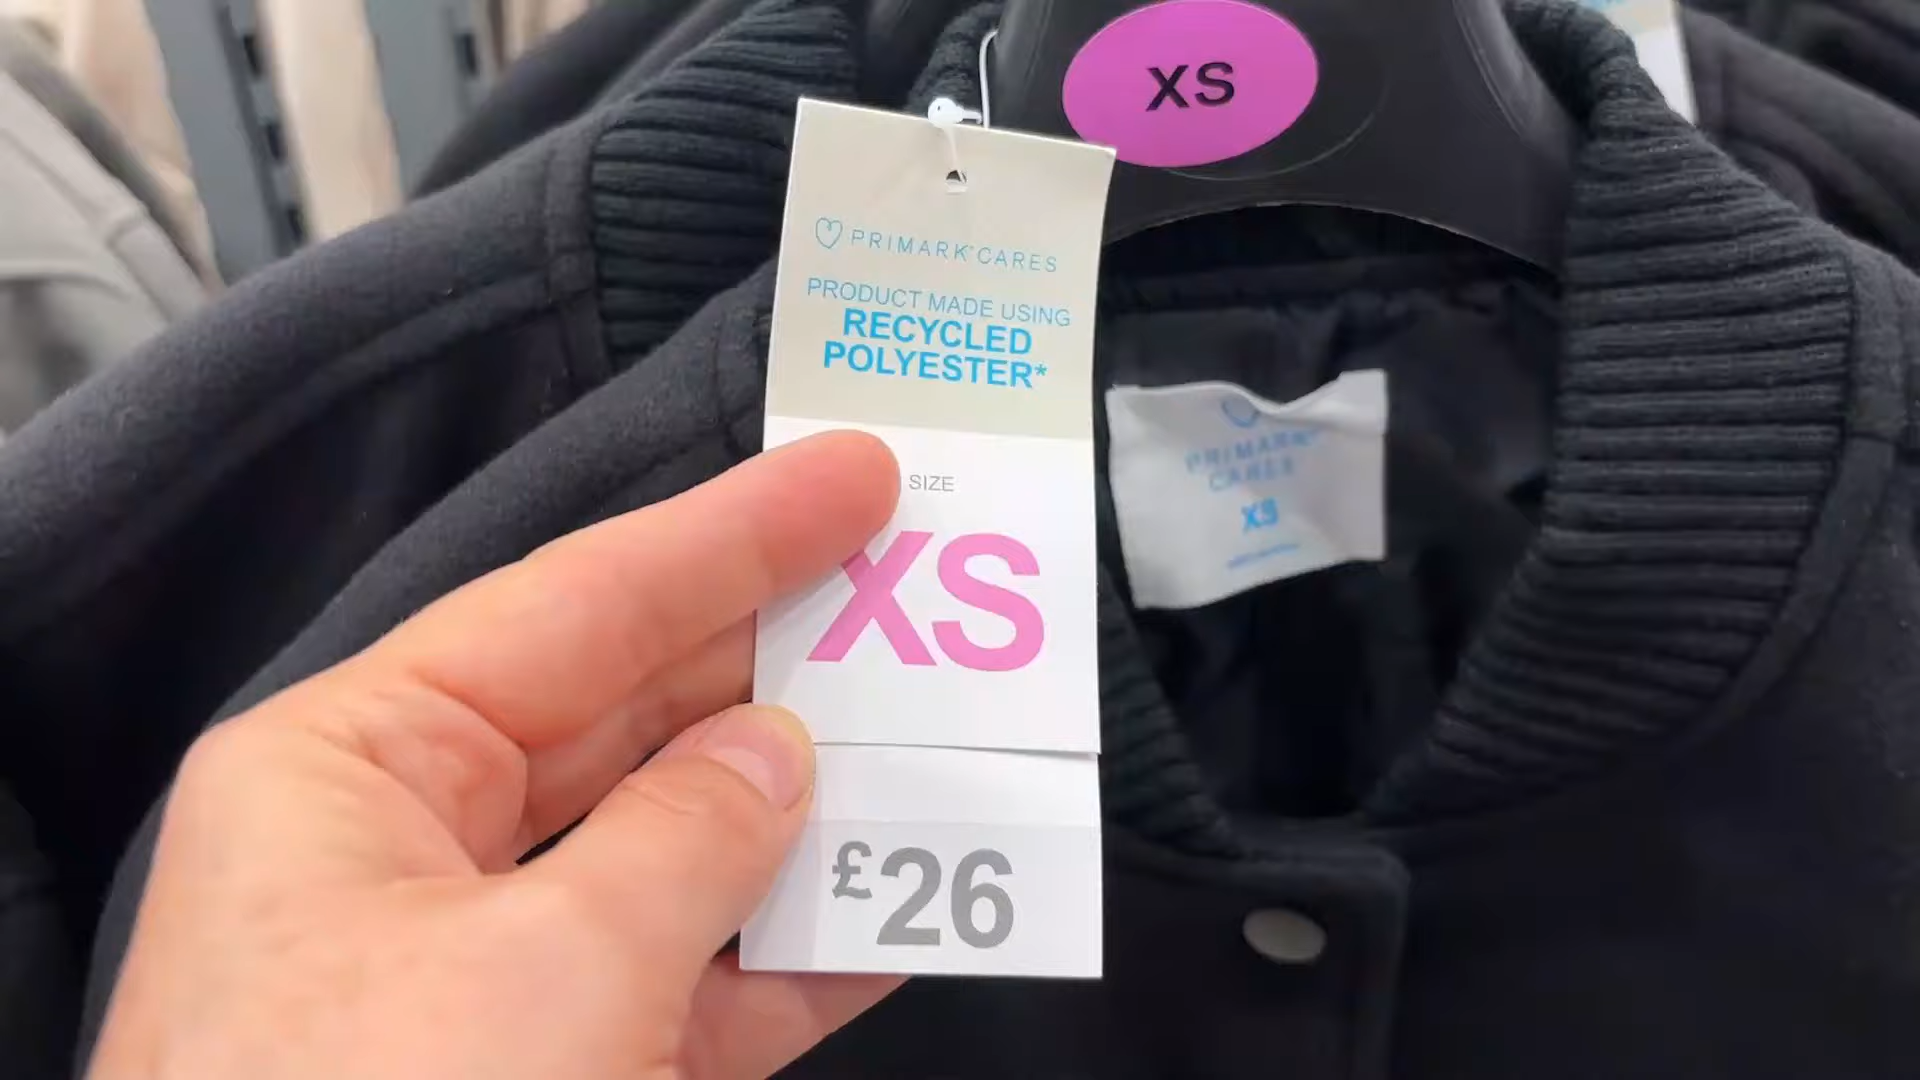 XS
PRIMARK® CARES
PRODUCT MADE USING
RECYCLED
POLYESTER*
SIZE
XS
£26
PRIMARK®
CARES
XS